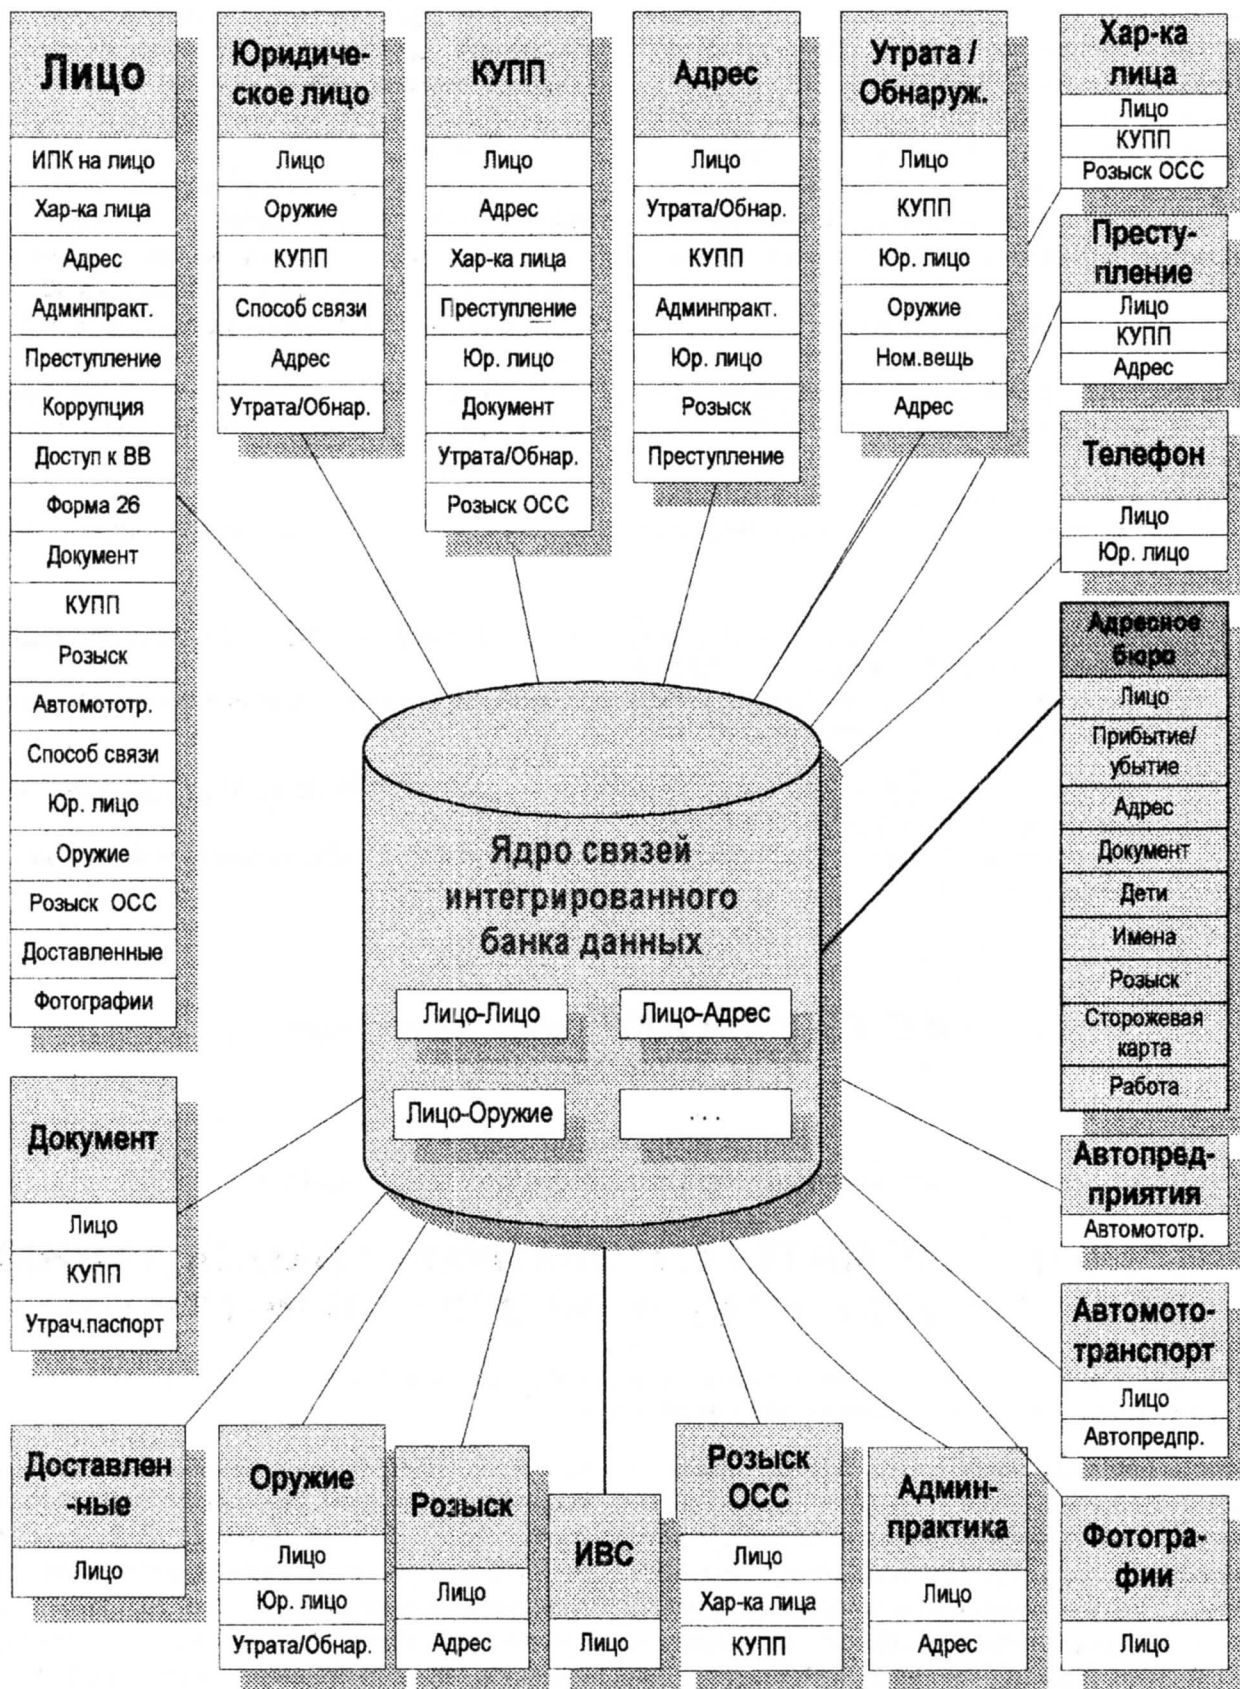 Лицо
ИПК на лицо
Хар-ка лица
Адрес
Админпракт.
Преступление
Коррупция
Доступ к ВВ
Форма 26
Документ
КУПП
Розыск
Автомототр.
Способ связи
Юр. лицо
Оружие
Розыск ОСС
Доставленные
Фотографии
Юридиче-
ское лицо
Лицо
Оружие
КУПП
Способ связи
Адрес
Утрата/Обнар.
КУПП
Лицо
Адрес
Хар-ка лица
Преступление
Юр. лицо
Документ
Утрата/Обнар.
Розыск ОСС
Адрес
Лицо
Утрата/Обнар.
КУПП
Админпракт.
Юр. лицо
Розыск
Преступление
Утрата /
Обнаруж.
Лицо
КУПП
Юр. лицо
Оружие
Ном.вещь
Адрес
Хар-ка
лица
Лицо
КУПП
Розыск ОСС
Престу-
пление
Лицо
КУПП
Адрес
Телефон
Лицо
Юр. лицо
Адресное
бюро
Лицо
Прибытие/
убытие
Адрес
Документ
Дети
Имена
Розыск
Сторожевая
карта
Работа
Ядро связей
интегрированного
банка данных
Лицо-Лицо
Лицо-Адрес
Лицо-Оружие
. . .
Документ
Лицо
КУПП
Утрач.паспорт
Автопред-
приятия
Автомототр.
Автомото-
транспорт
Лицо
Автопредпр.
Доставлен
-ные
Лицо
Оружие
Лицо
Юр. лицо
Утрата/Обнар.
Розыск
Лицо
Адрес
ИВС
Лицо
Розыск
ОСС
Лицо
Хар-ка лица
КУПП
Админ-
практика
Лицо
Адрес
Фотогра-
фии
Лицо